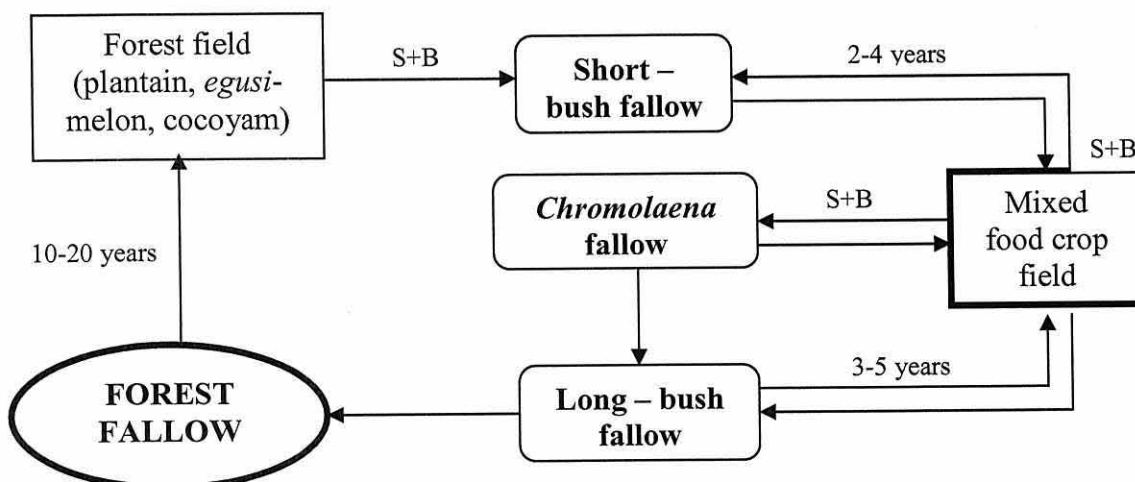 Forest field
(plantain, egusi-
melon, cocoyam)
S+B
Short –
bush fallow
2-4 years
S+B
Chromolaena
fallow
S+B
Mixed
food crop
field
10-20 years
FOREST
FALLOW
Long – bush
fallow
3-5 years